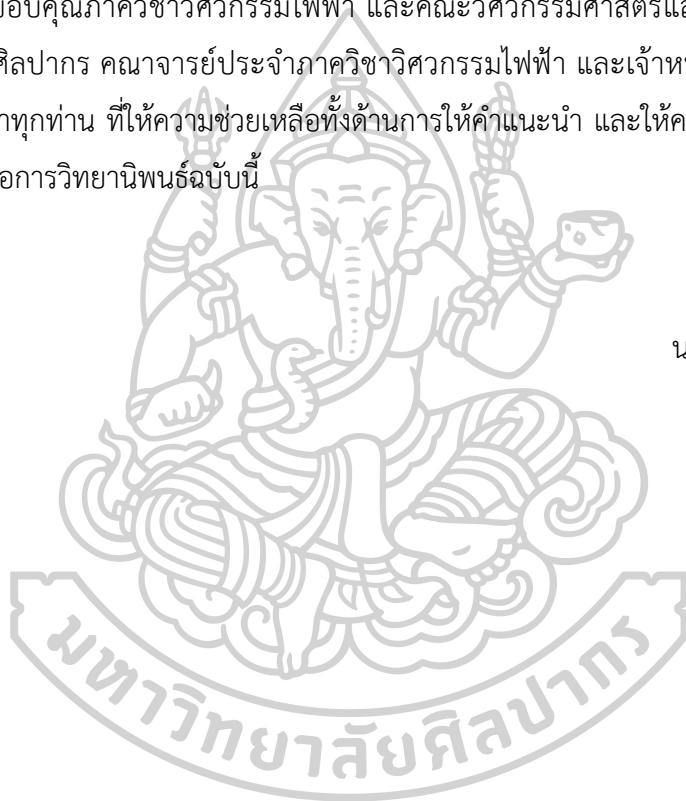 ขอบคุณภาควิชาวิศวกรรมไฟฟ้า และคณะวิศวกรรมศาสตร์แล
ศิลปากร คณาจารย์ประจำภาควิชาวิศวกรรมไฟฟ้า และเจ้าห
าทุกท่าน ที่ให้ความช่วยเหลือทั้งด้านการให้คำแนะนำ และให้ค
อการวิทยานิพนธ์ฉบับนี้
น
มหาวิทยาลัยศิลปากร